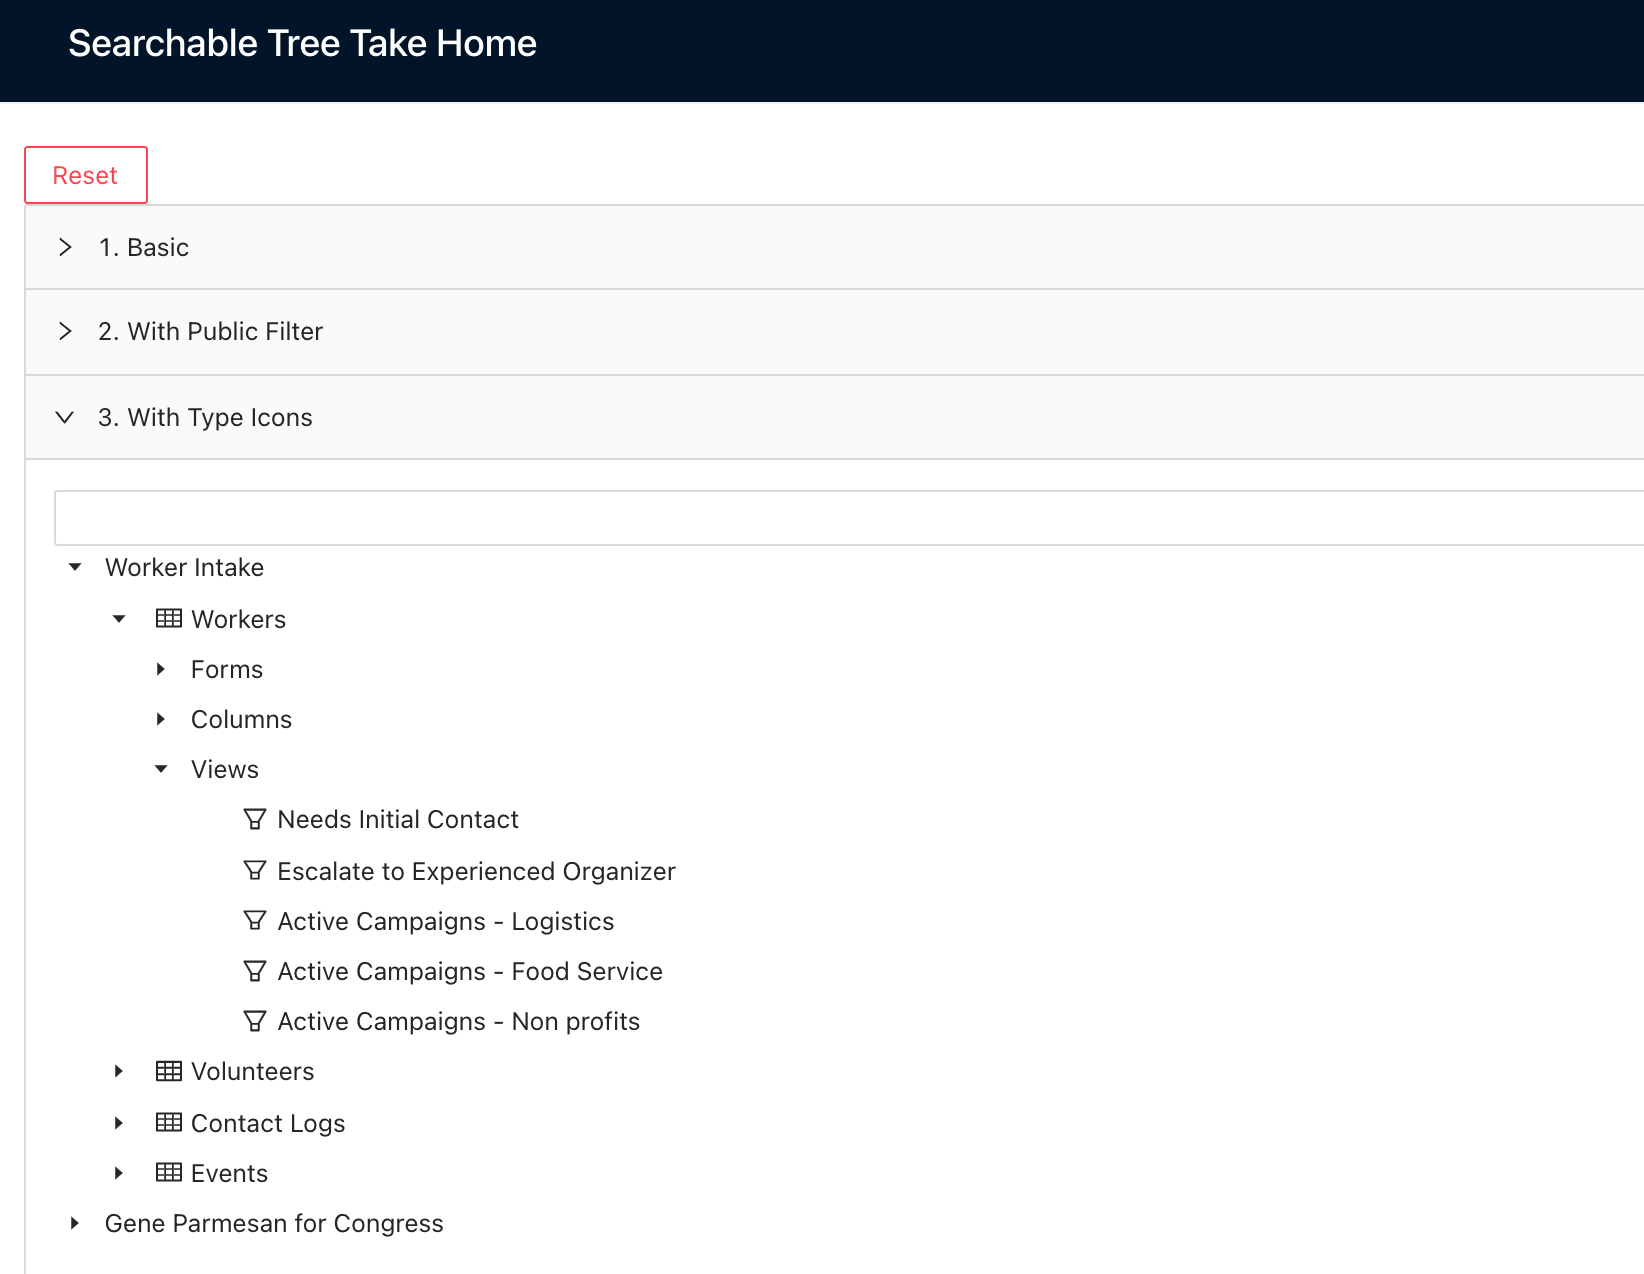 Searchable Tree Take Home
Reset
1. Basic
2. With Public Filter
3. With Type Icons
Worker Intake
Workers
Forms
Columns
Views
Needs Initial Contact
Escalate to Experienced Organizer
Active Campaigns - Logistics
Active Campaigns - Food Service
Active Campaigns - Non profits
Volunteers
Contact Logs
Events
Gene Parmesan for Congress